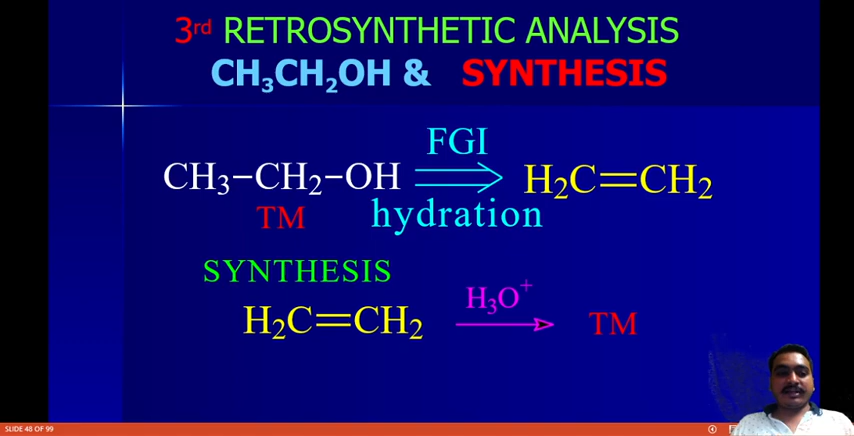 3rd RETROSYNTHETIC ANALYSIS
CH₃CH₂OH & SYNTHESIS
FGI
CH₃–CH₂–OH ⟹ H₂C=CH₂
TM hydration
SYNTHESIS
H₃O⁺
H₂C=CH₂ → TM
SLIDE 48 OF 99